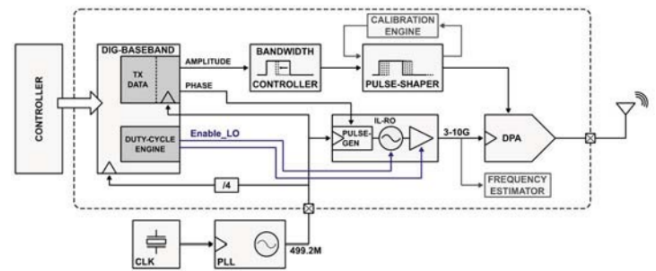 CALIBRATION
ENGINE
DIG-BASEBAND
AMPLITUDE
BANDWIDTH
CONTROLLER
PULSE-SHAPER
TX
DATA
PHASE
CONTROLLER
IL-RO
PULSE-
GEN
3-10G
DPA
Enable_LO
DUTY-CYCLE
ENGINE
FREQUENCY
ESTIMATOR
/4
499.2M
CLK
PLL